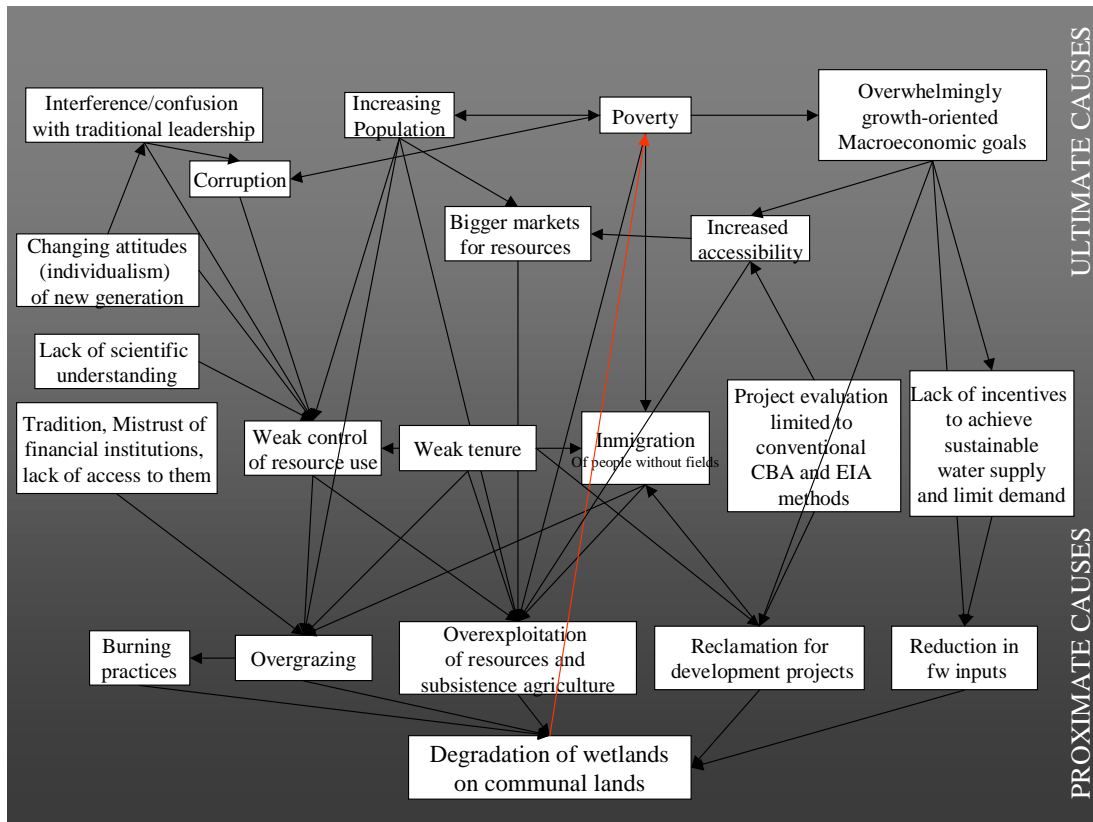 Interference/confusion
with traditional leadership
Increasing
Population
Poverty
Overwhelmingly
growth-oriented
Macroeconomic goals
ULTIMATE CAUSES
Corruption
Bigger markets
for resources
Increased
accessibility
Changing attitudes
(individualism)
of new generation
Lack of scientific
understanding
Tradition, Mistrust of
financial institutions,
lack of access to them
Weak control
of resource use
Weak tenure
Inmigration
Of people without fields
Project evaluation
limited to
conventional
CBA and EIA
methods
Lack of incentives
to achieve
sustainable
water supply
and limit demand
PROXIMATE CAUSES
Burning
practices
Overgrazing
Overexploitation
of resources and
subsistence agriculture
Reclamation for
development projects
Reduction in
fw inputs
Degradation of wetlands
on communal lands